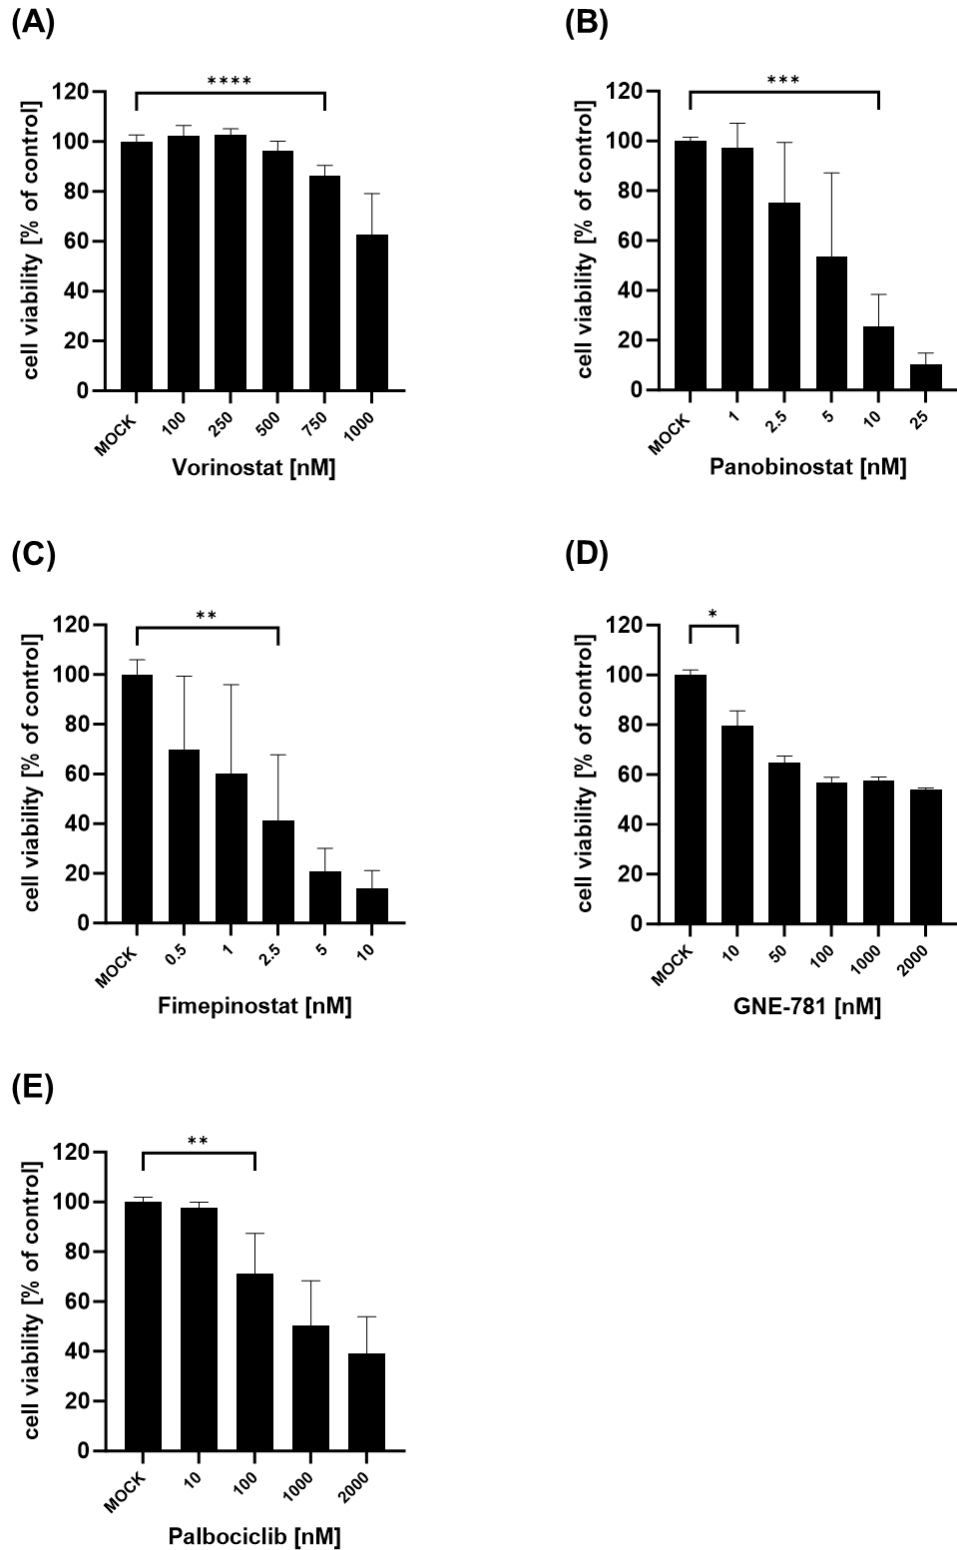 (A)
****
120
100
80
60
40
20
0
cell viability [% of control]
MOCK 100 250 500 750 1000
Vorinostat [nM]
(B)
***
120
100
80
60
40
20
0
cell viability [% of control]
MOCK 1 2.5 5 10 25
Panobinostat [nM]
(C)
**
120
100
80
60
40
20
0
cell viability [% of control]
MOCK 0.5 1 2.5 5 10
Fimepinostat [nM]
(D)
*
120
100
80
60
40
20
0
cell viability [% of control]
MOCK 10 50 100 1000 2000
GNE-781 [nM]
(E)
**
120
100
80
60
40
20
0
cell viability [% of control]
MOCK 10 100 1000 2000
Palbociclib [nM]